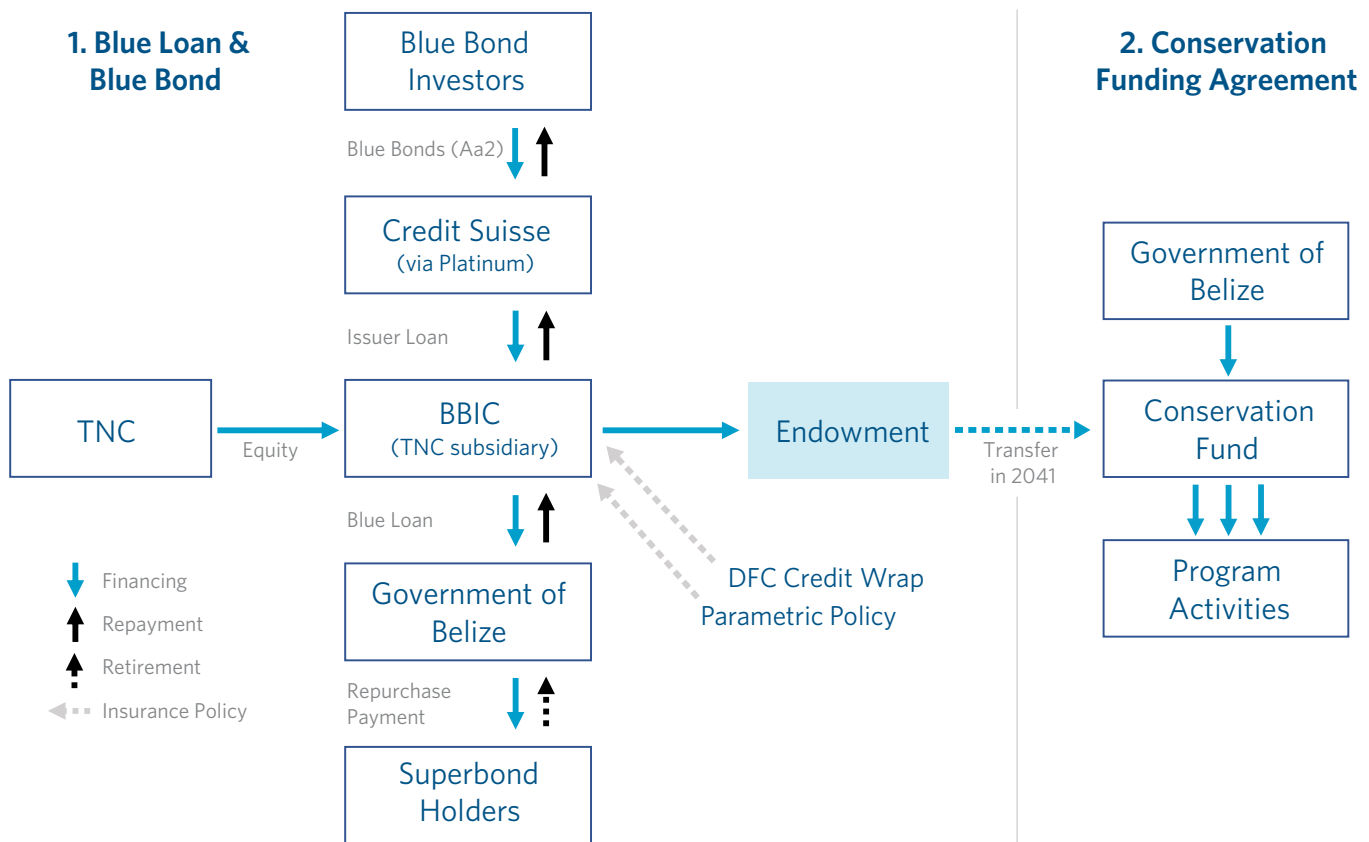 1. Blue Loan &
Blue Bond
Blue Bond
Investors
2. Conservation
Funding Agreement
Blue Bonds (Aa2)
Credit Suisse
(via Platinum)
Government of
Belize
Issuer Loan
TNC
Equity
BBIC
(TNC subsidiary)
Endowment
Transfer
in 2041
Conservation
Fund
Blue Loan
Financing
Repayment
Retirement
Insurance Policy
Government of
Belize
DFC Credit Wrap
Parametric Policy
Program
Activities
Repurchase
Payment
Superbond
Holders